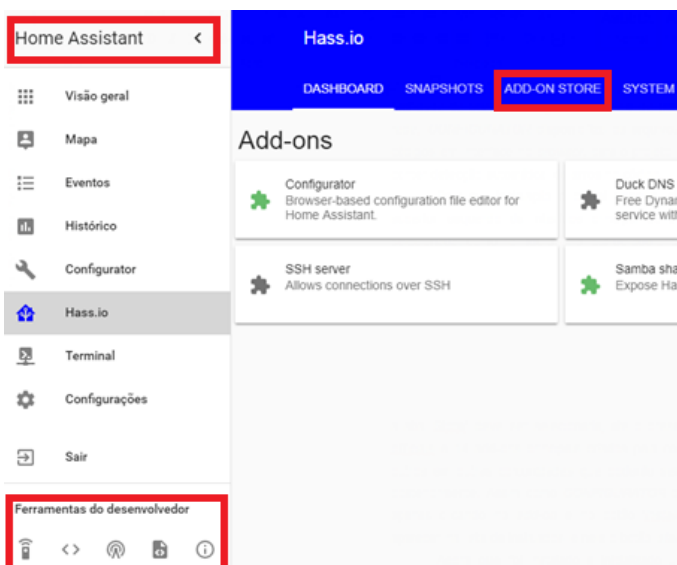 Home Assistant
Visão geral
Mapa
Eventos
Histórico
Configurator
Hass.io
Terminal
Configurações
Sair
Ferramentas do desenvolvedor
Hass.io
DASHBOARD SNAPSHOTS ADD-ON STORE SYSTEM
Add-ons
Configurator
Browser-based configuration file editor for
Home Assistant.
Duck DNS
Free Dynam
service with
SSH server
Allows connections over SSH
Samba sha
Expose Ha